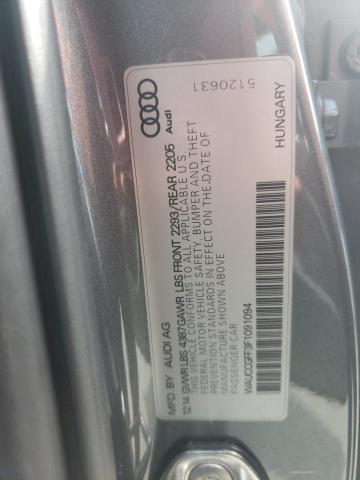 5120631
HUNGARY
Audi
MFD. BY AUDI AG
12 14 GVWR LBS 4387 GAWR LBS FRONT 2293/REAR 2205
THIS VEHICLE CONFORMS TO ALL APPLICABLE U.S.
FEDERAL MOTOR VEHICLE SAFETY, BUMPER AND THEFT
PREVENTION STANDARDS IN EFFECT ON THE DATE OF
MANUFACTURE SHOWN ABOVE
PASSENGER CAR
WAUCCGFF3F1091094